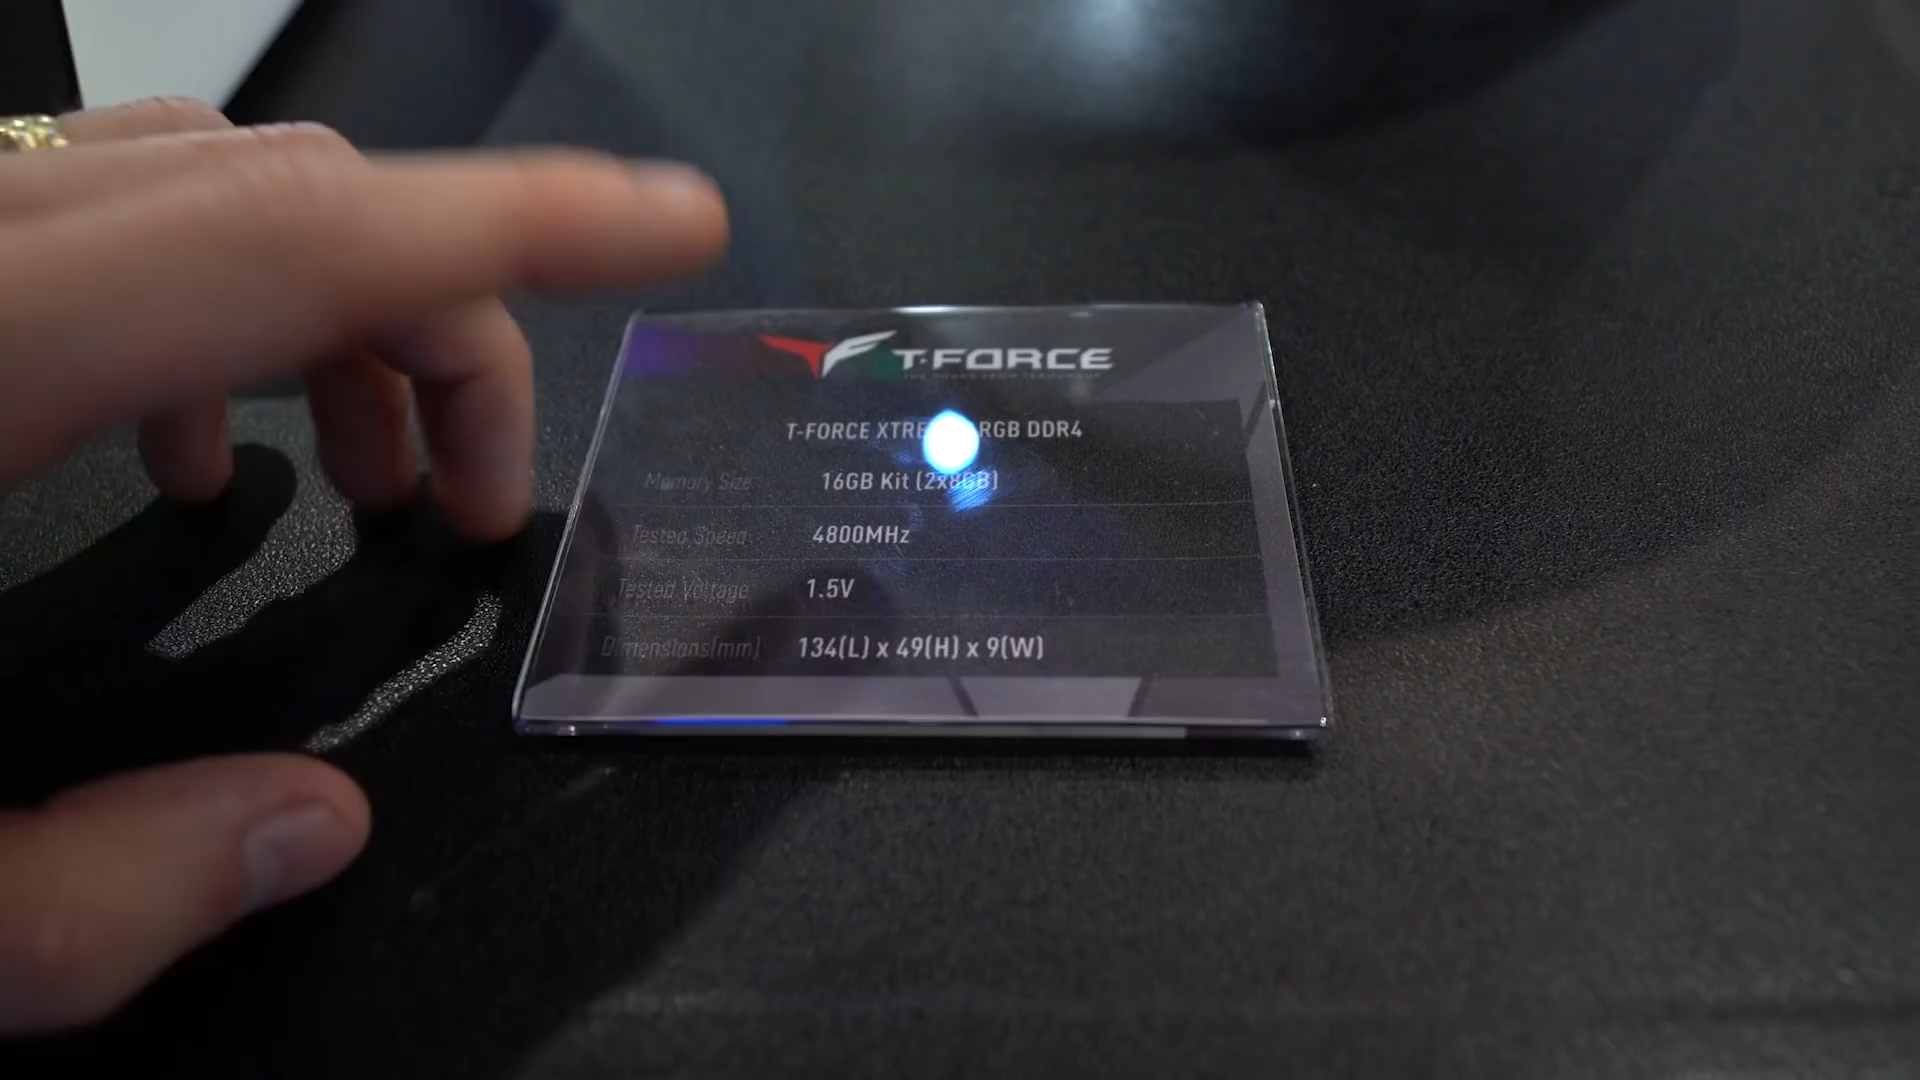 T-FORCE
T-FORCE XTRE RGB DDR4
Memory Size 16GB Kit (2x8GB)
Tested Speed 4800MHz
Tested Voltage 1.5V
Dimensions(mm) 134(L) x 49(H) x 9(W)